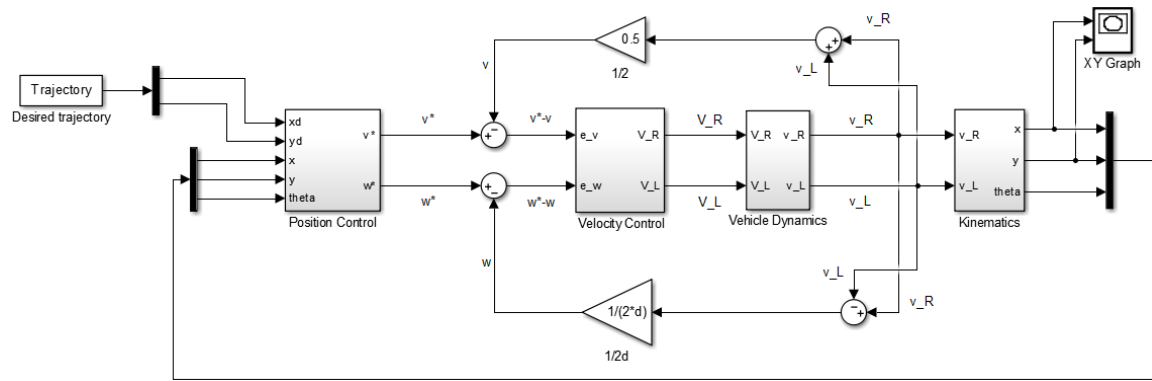 v_R
0.5
v
1/2
v_L
XY Graph
Trajectory
Desired trajectory
xd
yd
x
y
theta
v*
w*
Position Control
v*
w*
v*-v
w*-w
e_v
e_w
V_R
V_L
Velocity Control
V_R
V_L
V_R
V_L
v_R
v_L
Vehicle Dynamics
v_R
v_L
v_R
v_L
x
y
theta
Kinematics
w
v_L
v_R
1/(2*d)
1/2d